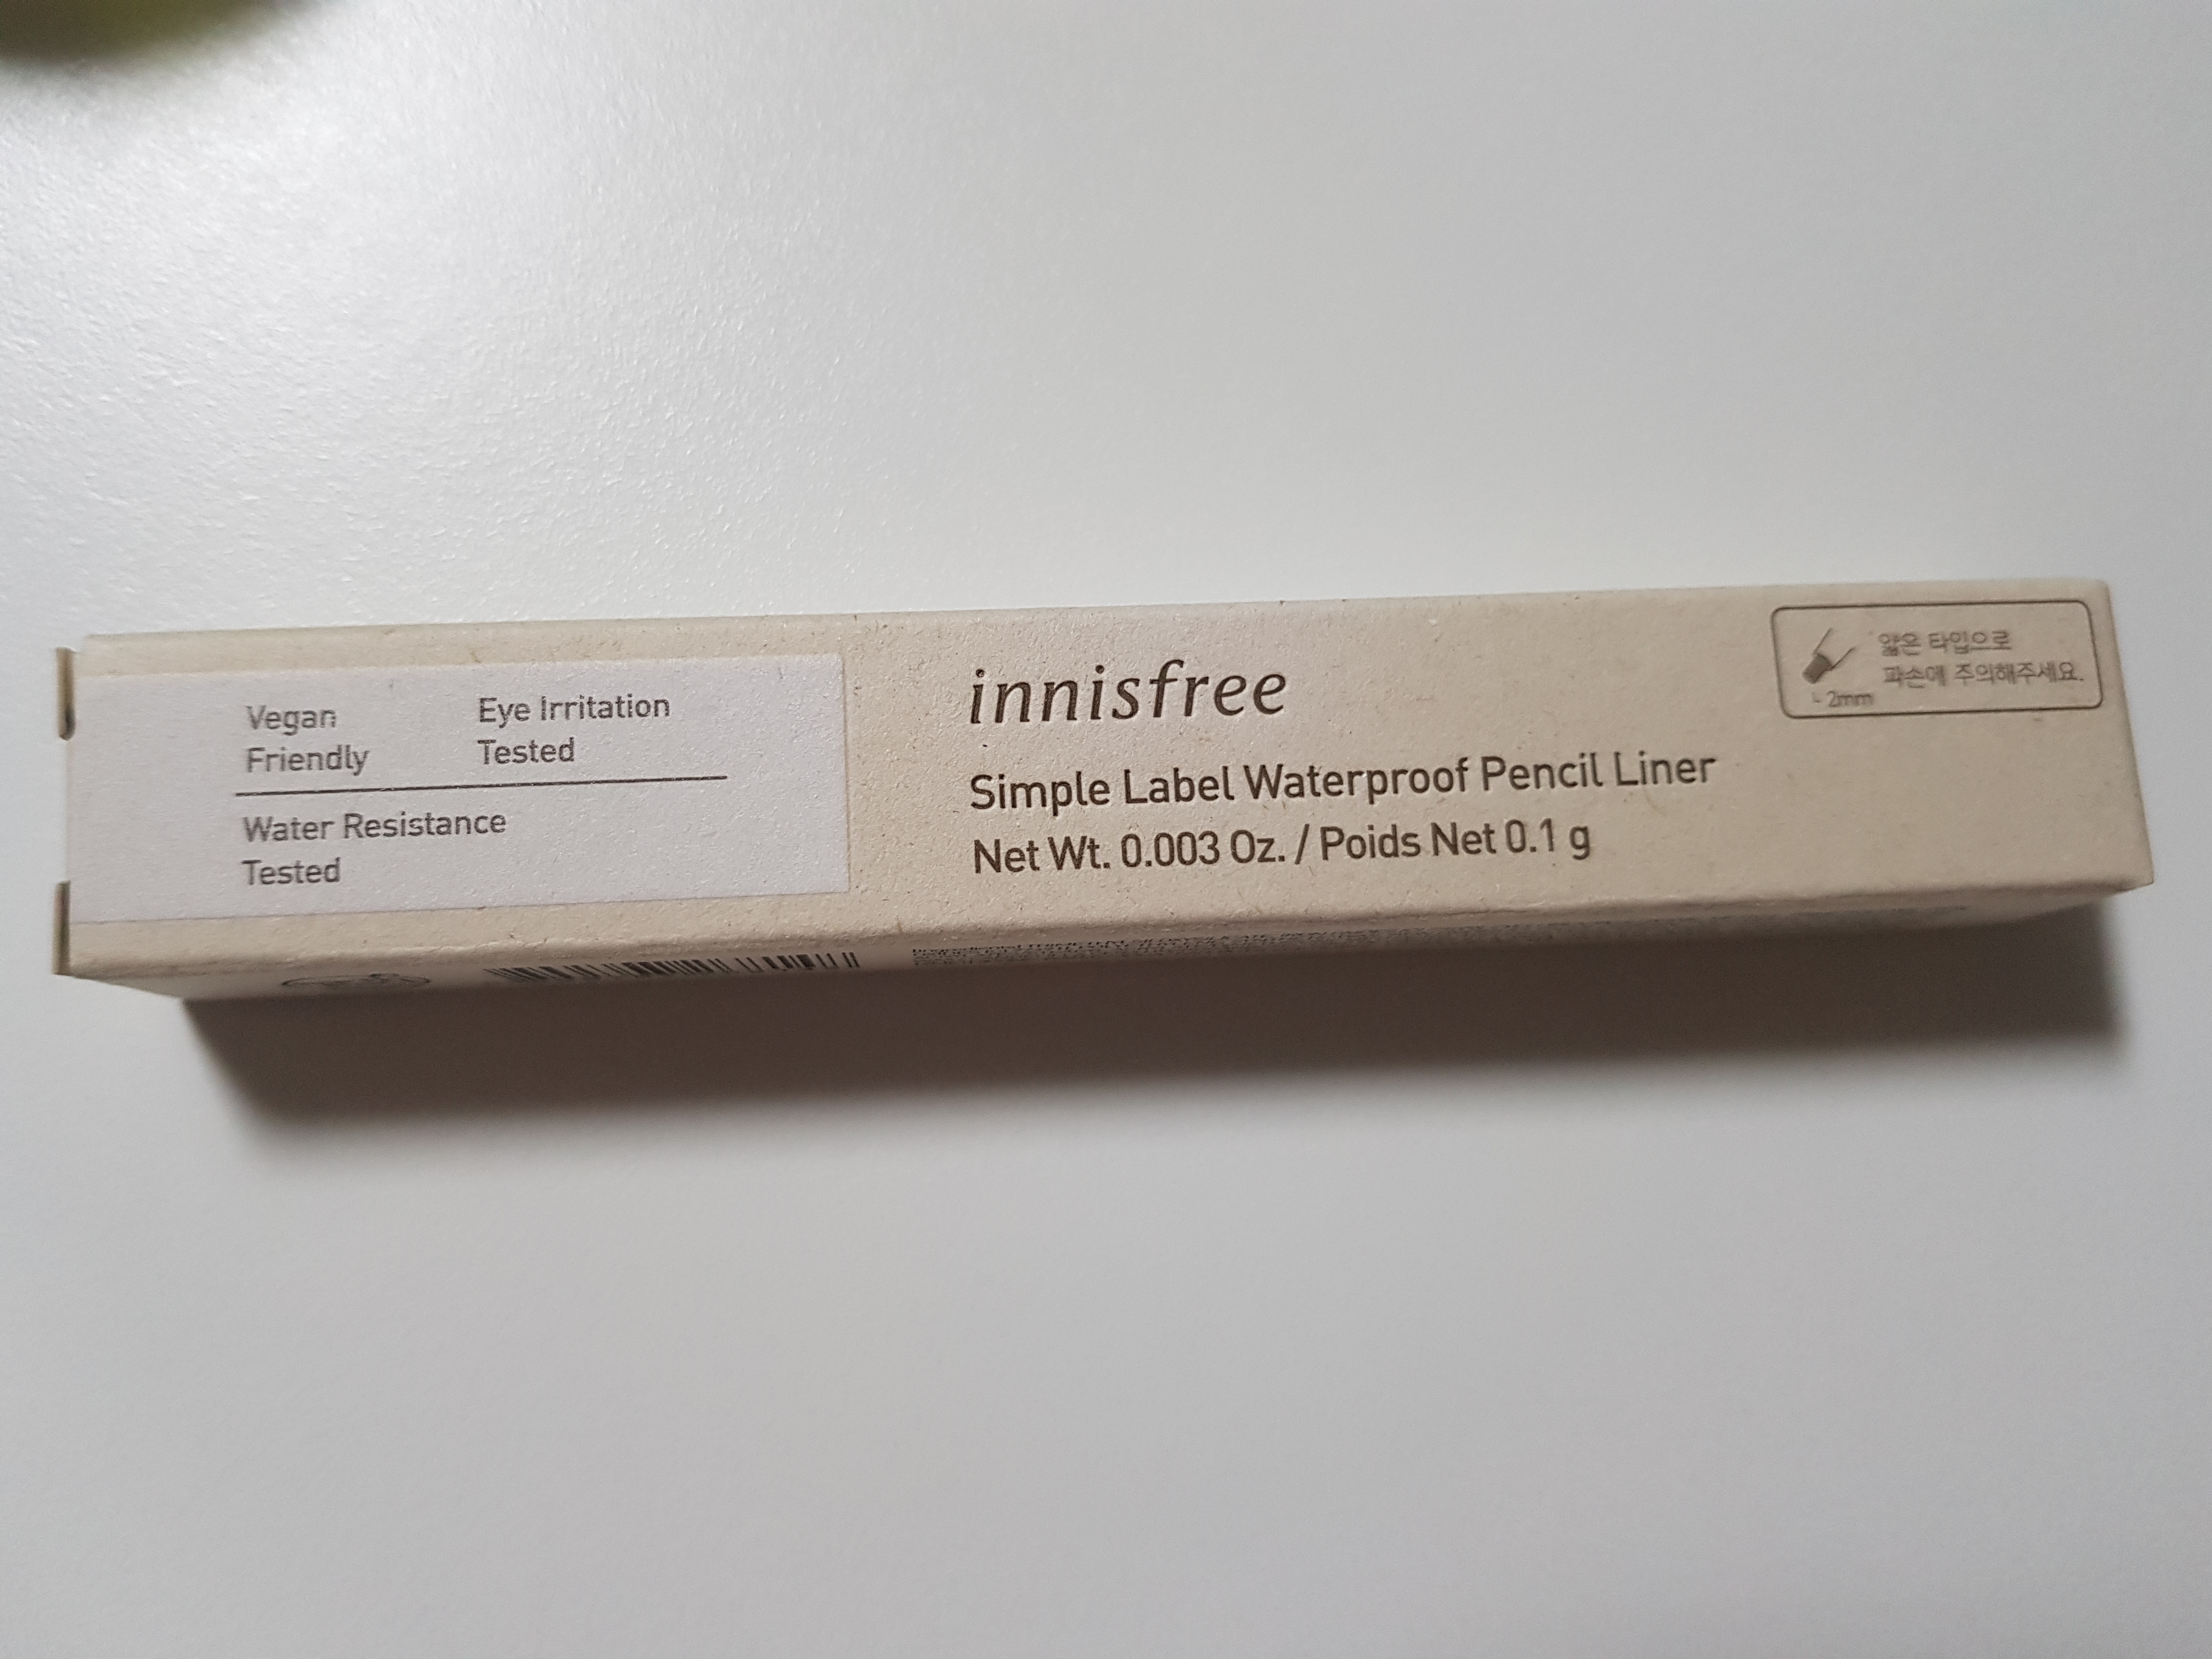 Vegan
Friendly
Eye Irritation
Tested
Water Resistance
Tested
innisfree
Simple Label Waterproof Pencil Liner
Net Wt. 0.003 Oz. / Poids Net 0.1 g
얇은 타입으로
파손에 주의해주세요.
2mm